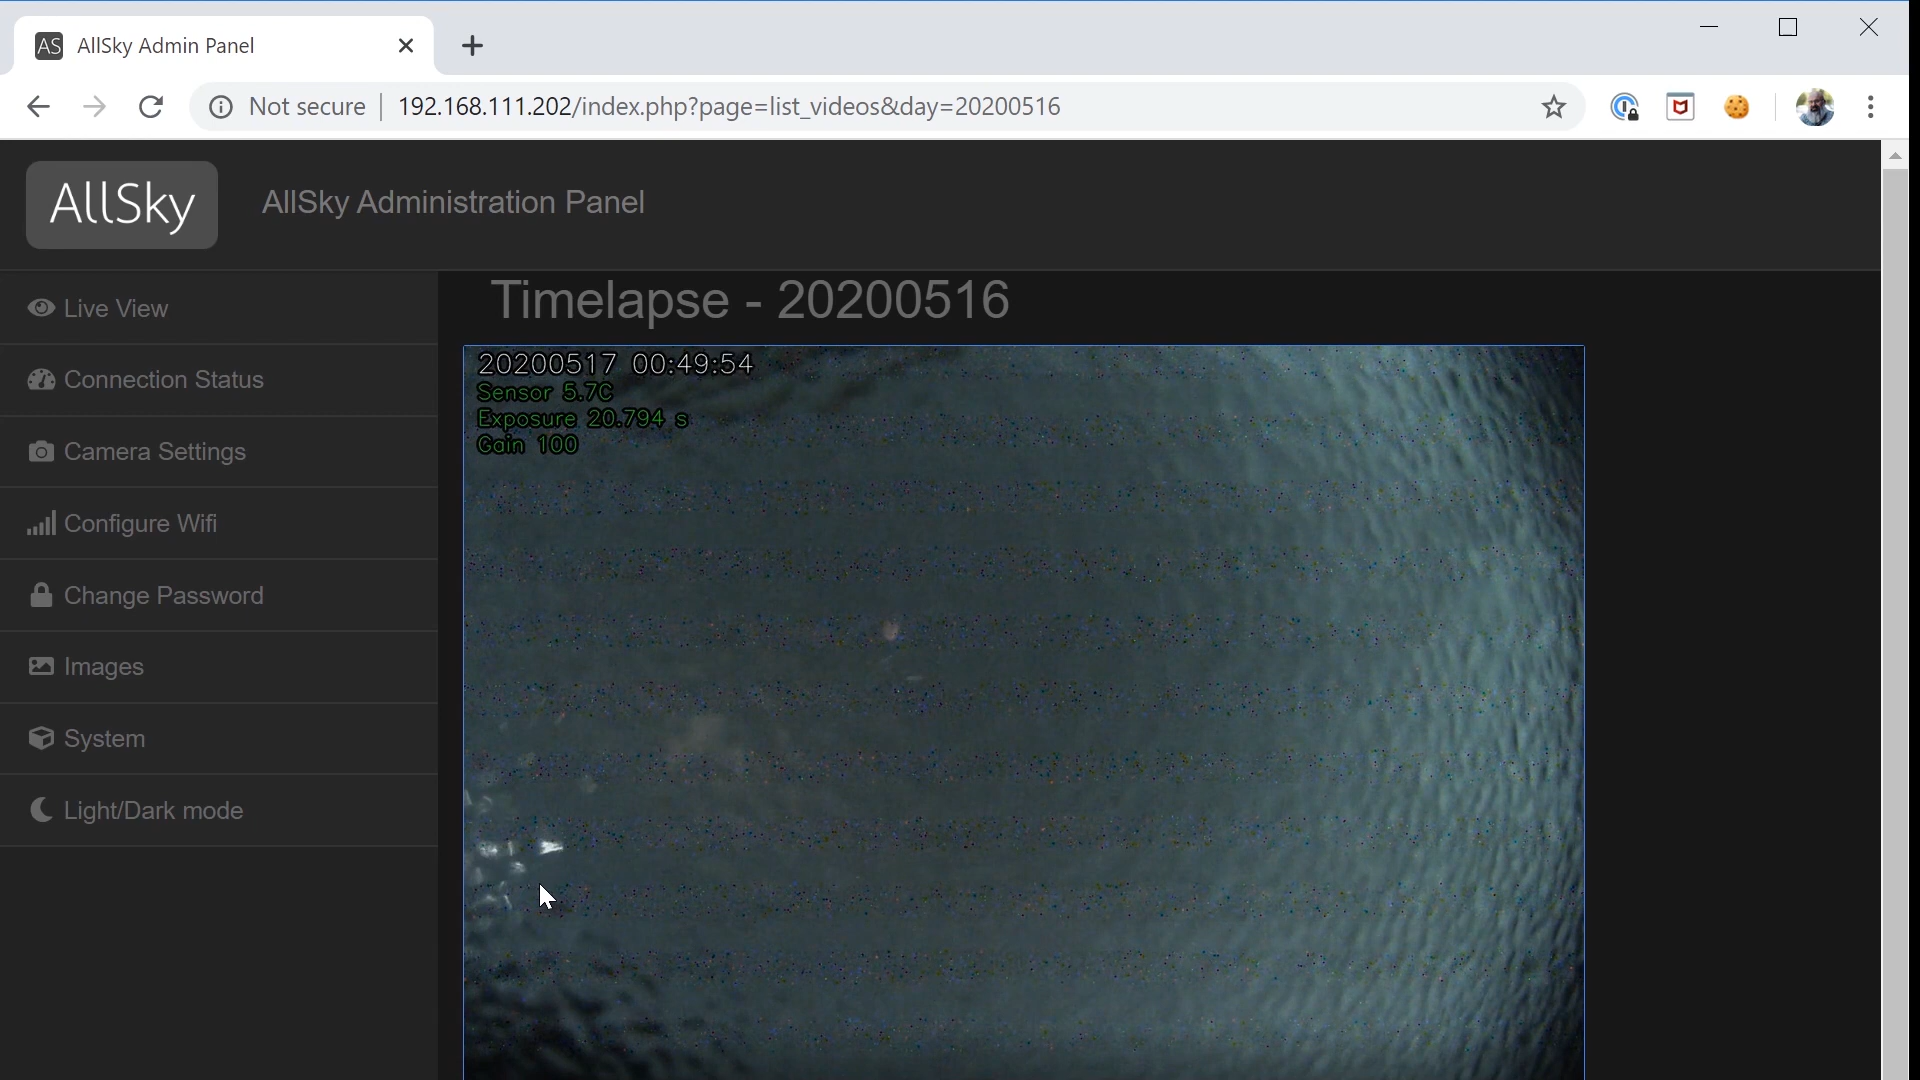 AS AllSky Admin Panel
Not secure 192.168.111.202/index.php?page=list_videos&day=20200516
AllSky
AllSky Administration Panel
Live View
Connection Status
Camera Settings
Configure Wifi
Change Password
Images
System
Light/Dark mode
Timelapse - 20200516
20200517 00:49:54
Sensor 5.7C
Exposure 20.794 s
Gain 100